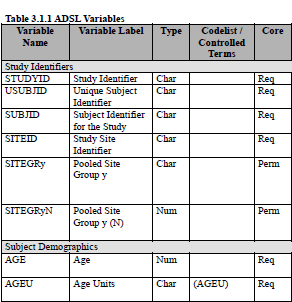 Table 3.1.1 ADSL Variables
Variable Name Variable Label Type Codelist / Controlled Terms Core
Study Identifiers
STUDYID Study Identifier Char Req
USUBJID Unique Subject Identifier Char Req
SUBJID Subject Identifier for the Study Char Req
SITEID Study Site Identifier Char Req
SITEGRy Pooled Site Group y Char Perm
SITEGRyN Pooled Site Group y (N) Num Perm
Subject Demographics
AGE Age Num Req
AGEU Age Units Char (AGEU) Req